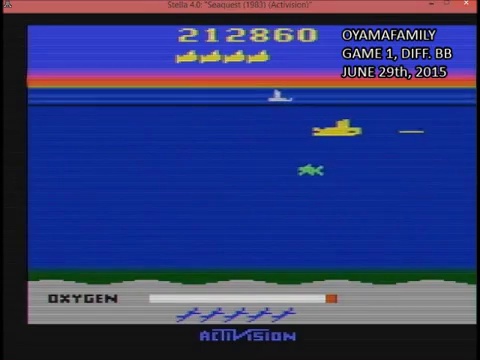 Stella 4.0: "Seaquest (1983) (Activision)"
212860
OYAMAFAMILY
GAME 1, DIFF. BB
JUNE 29th, 2015
OXYGEN
ACTIVISION